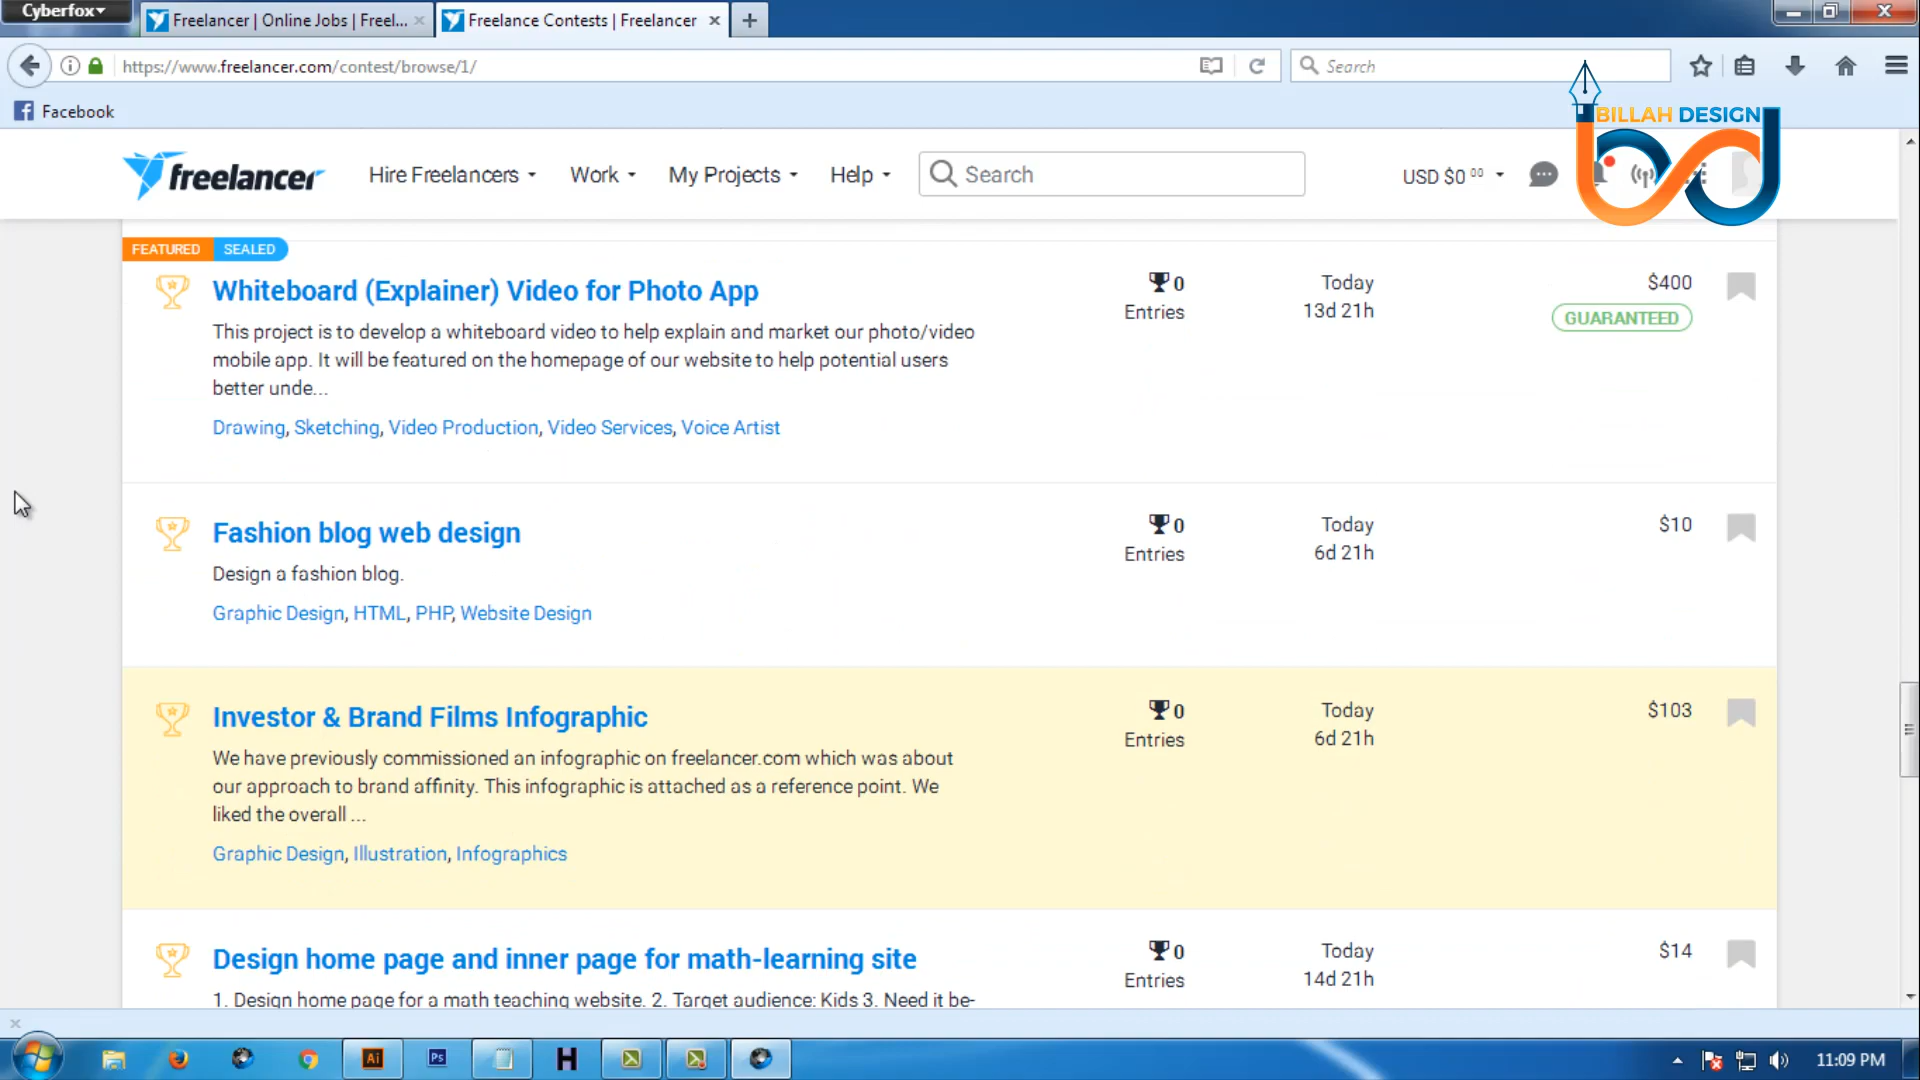 Cyberfox
Freelancer | Online Jobs | Freel...
Freelance Contests | Freelancer
https://www.freelancer.com/contest/browse/1/
Search
Facebook
BILLAH DESIGN
freelancer
Hire Freelancers
Work
My Projects
Help
Search
USD $0 00
FEATURED SEALED
Whiteboard (Explainer) Video for Photo App
0
Entries
Today
13d 21h
$400
GUARANTEED
This project is to develop a whiteboard video to help explain and market our photo/video
mobile app. It will be featured on the homepage of our website to help potential users
better unde...
Drawing, Sketching, Video Production, Video Services, Voice Artist
Fashion blog web design
0
Entries
Today
6d 21h
$10
Design a fashion blog.
Graphic Design, HTML, PHP, Website Design
Investor & Brand Films Infographic
0
Entries
Today
6d 21h
$103
We have previously commissioned an infographic on freelancer.com which was about
our approach to brand affinity. This infographic is attached as a reference point. We
liked the overall ...
Graphic Design, Illustration, Infographics
Design home page and inner page for math-learning site
0
Entries
Today
14d 21h
$14
1. Design home page for a math teaching website. 2. Target audience: Kids 3. Need it be-
Ai
Ps
H
11:09 PM